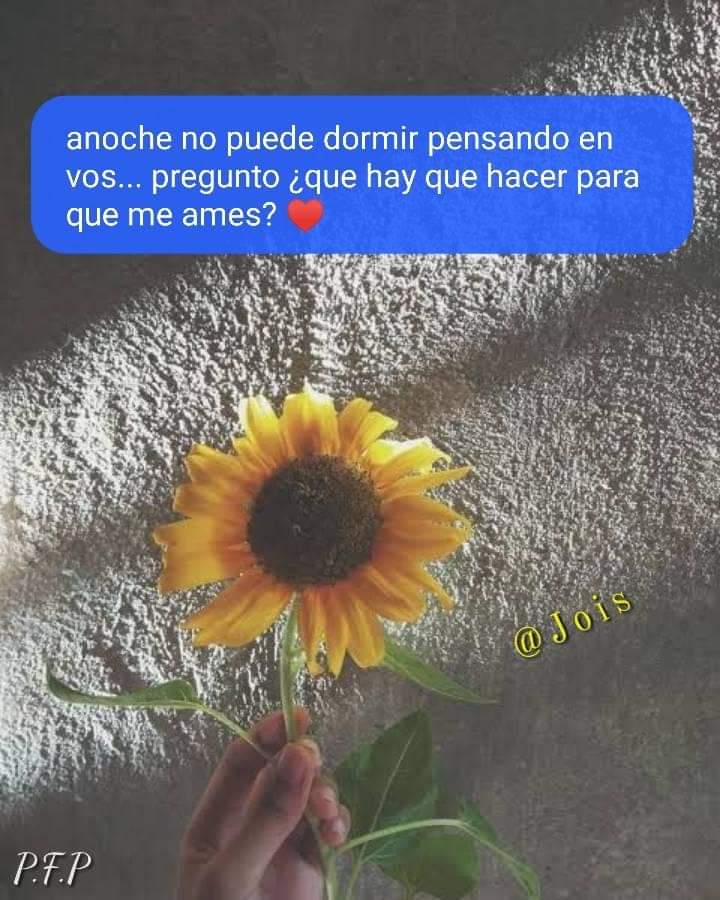 anoche no puede dormir pensando en
vos... pregunto ¿que hay que hacer para
que me ames? ♥️
@Jois
P.F.P